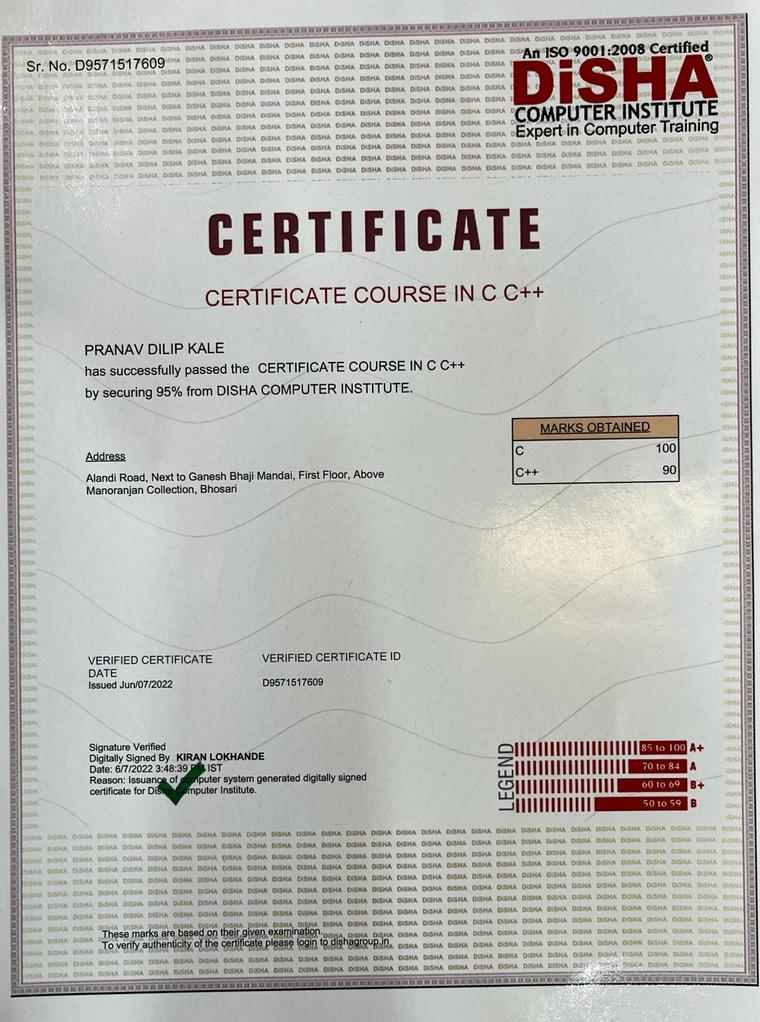 Sr. No. D9571517609
An ISO 9001:2008 Certified
DiSHA®
COMPUTER INSTITUTE
Expert in Computer Training
CERTIFICATE
CERTIFICATE COURSE IN C C++
PRANAV DILIP KALE
has successfully passed the CERTIFICATE COURSE IN C C++
by securing 95% from DISHA COMPUTER INSTITUTE.
MARKS OBTAINED
C 100
C++ 90
Address
Alandi Road, Next to Ganesh Bhaji Mandai, First Floor, Above
Manoranjan Collection, Bhosari
VERIFIED CERTIFICATE
DATE
Issued Jun/07/2022
VERIFIED CERTIFICATE ID
D9571517609
Signature Verified
Digitally Signed By KIRAN LOKHANDE
Date: 6/7/2022 3:48:39 PM IST
Reason: Issuance of computer system generated digitally signed
certificate for Disha Computer Institute.
LEGEND
85 to 100 A+
70 to 84 A
60 to 69 B+
50 to 59 B
These marks are based on their given examination.
To verify authenticity of the certificate please login to dishagroup.in